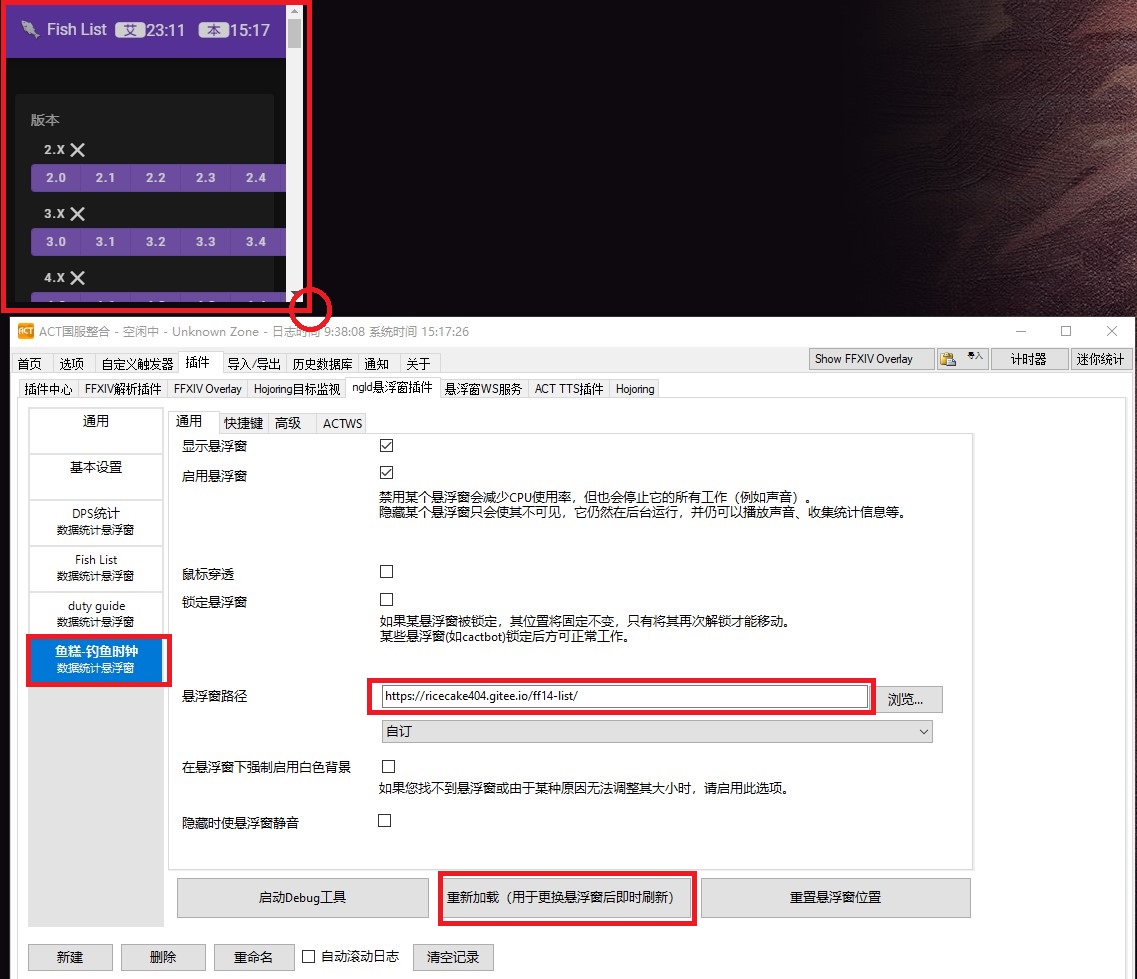 Fish List 艾 23:11 本 15:17
版本
2.X
2.0 2.1 2.2 2.3 2.4
3.X
3.0 3.1 3.2 3.3 3.4
4.X
ACT国服整合 - 空闲中 - Unknown Zone - 日志时间 9:38:08 系统时间 15:17:26
首页 选项 自定义触发器 插件 导入/导出 历史数据库 通知 关于 Show FFXIV Overlay 导入 计时器 迷你统计
插件中心 FFXIV解析插件 FFXIV Overlay Hojoring目标监视 ngld悬浮窗插件 悬浮窗WS服务 ACT TTS插件 Hojoring
通用
基本设置
DPS统计
数据统计悬浮窗
Fish List
数据统计悬浮窗
duty guide
数据统计悬浮窗
鱼糕-钓鱼时钟
数据统计悬浮窗
通用 快捷键 高级 ACTWS
显示悬浮窗
启用悬浮窗
禁用某个悬浮窗会减少CPU使用率，但也会停止它的所有工作（例如声音）。
隐藏某个悬浮窗只会使其不可见，它仍然在后台运行，并仍可以播放声音、收集统计信息等。
鼠标穿透
锁定悬浮窗
如果某悬浮窗被锁定，其位置将固定不变，只有将其再次解锁才能移动。
某些悬浮窗(如cactbot)锁定后方可正常工作。
悬浮窗路径 https://ricecake404.gitee.io/ff14-list/ 浏览...
自订
在悬浮窗下强制启用白色背景
如果您找不到悬浮窗或由于某种原因无法调整其大小时，请启用此选项。
隐藏时使悬浮窗静音
启动Debug工具 重新加载（用于更换悬浮窗后即时刷新） 重置悬浮窗位置
新建 删除 重命名 自动滚动日志 清空记录